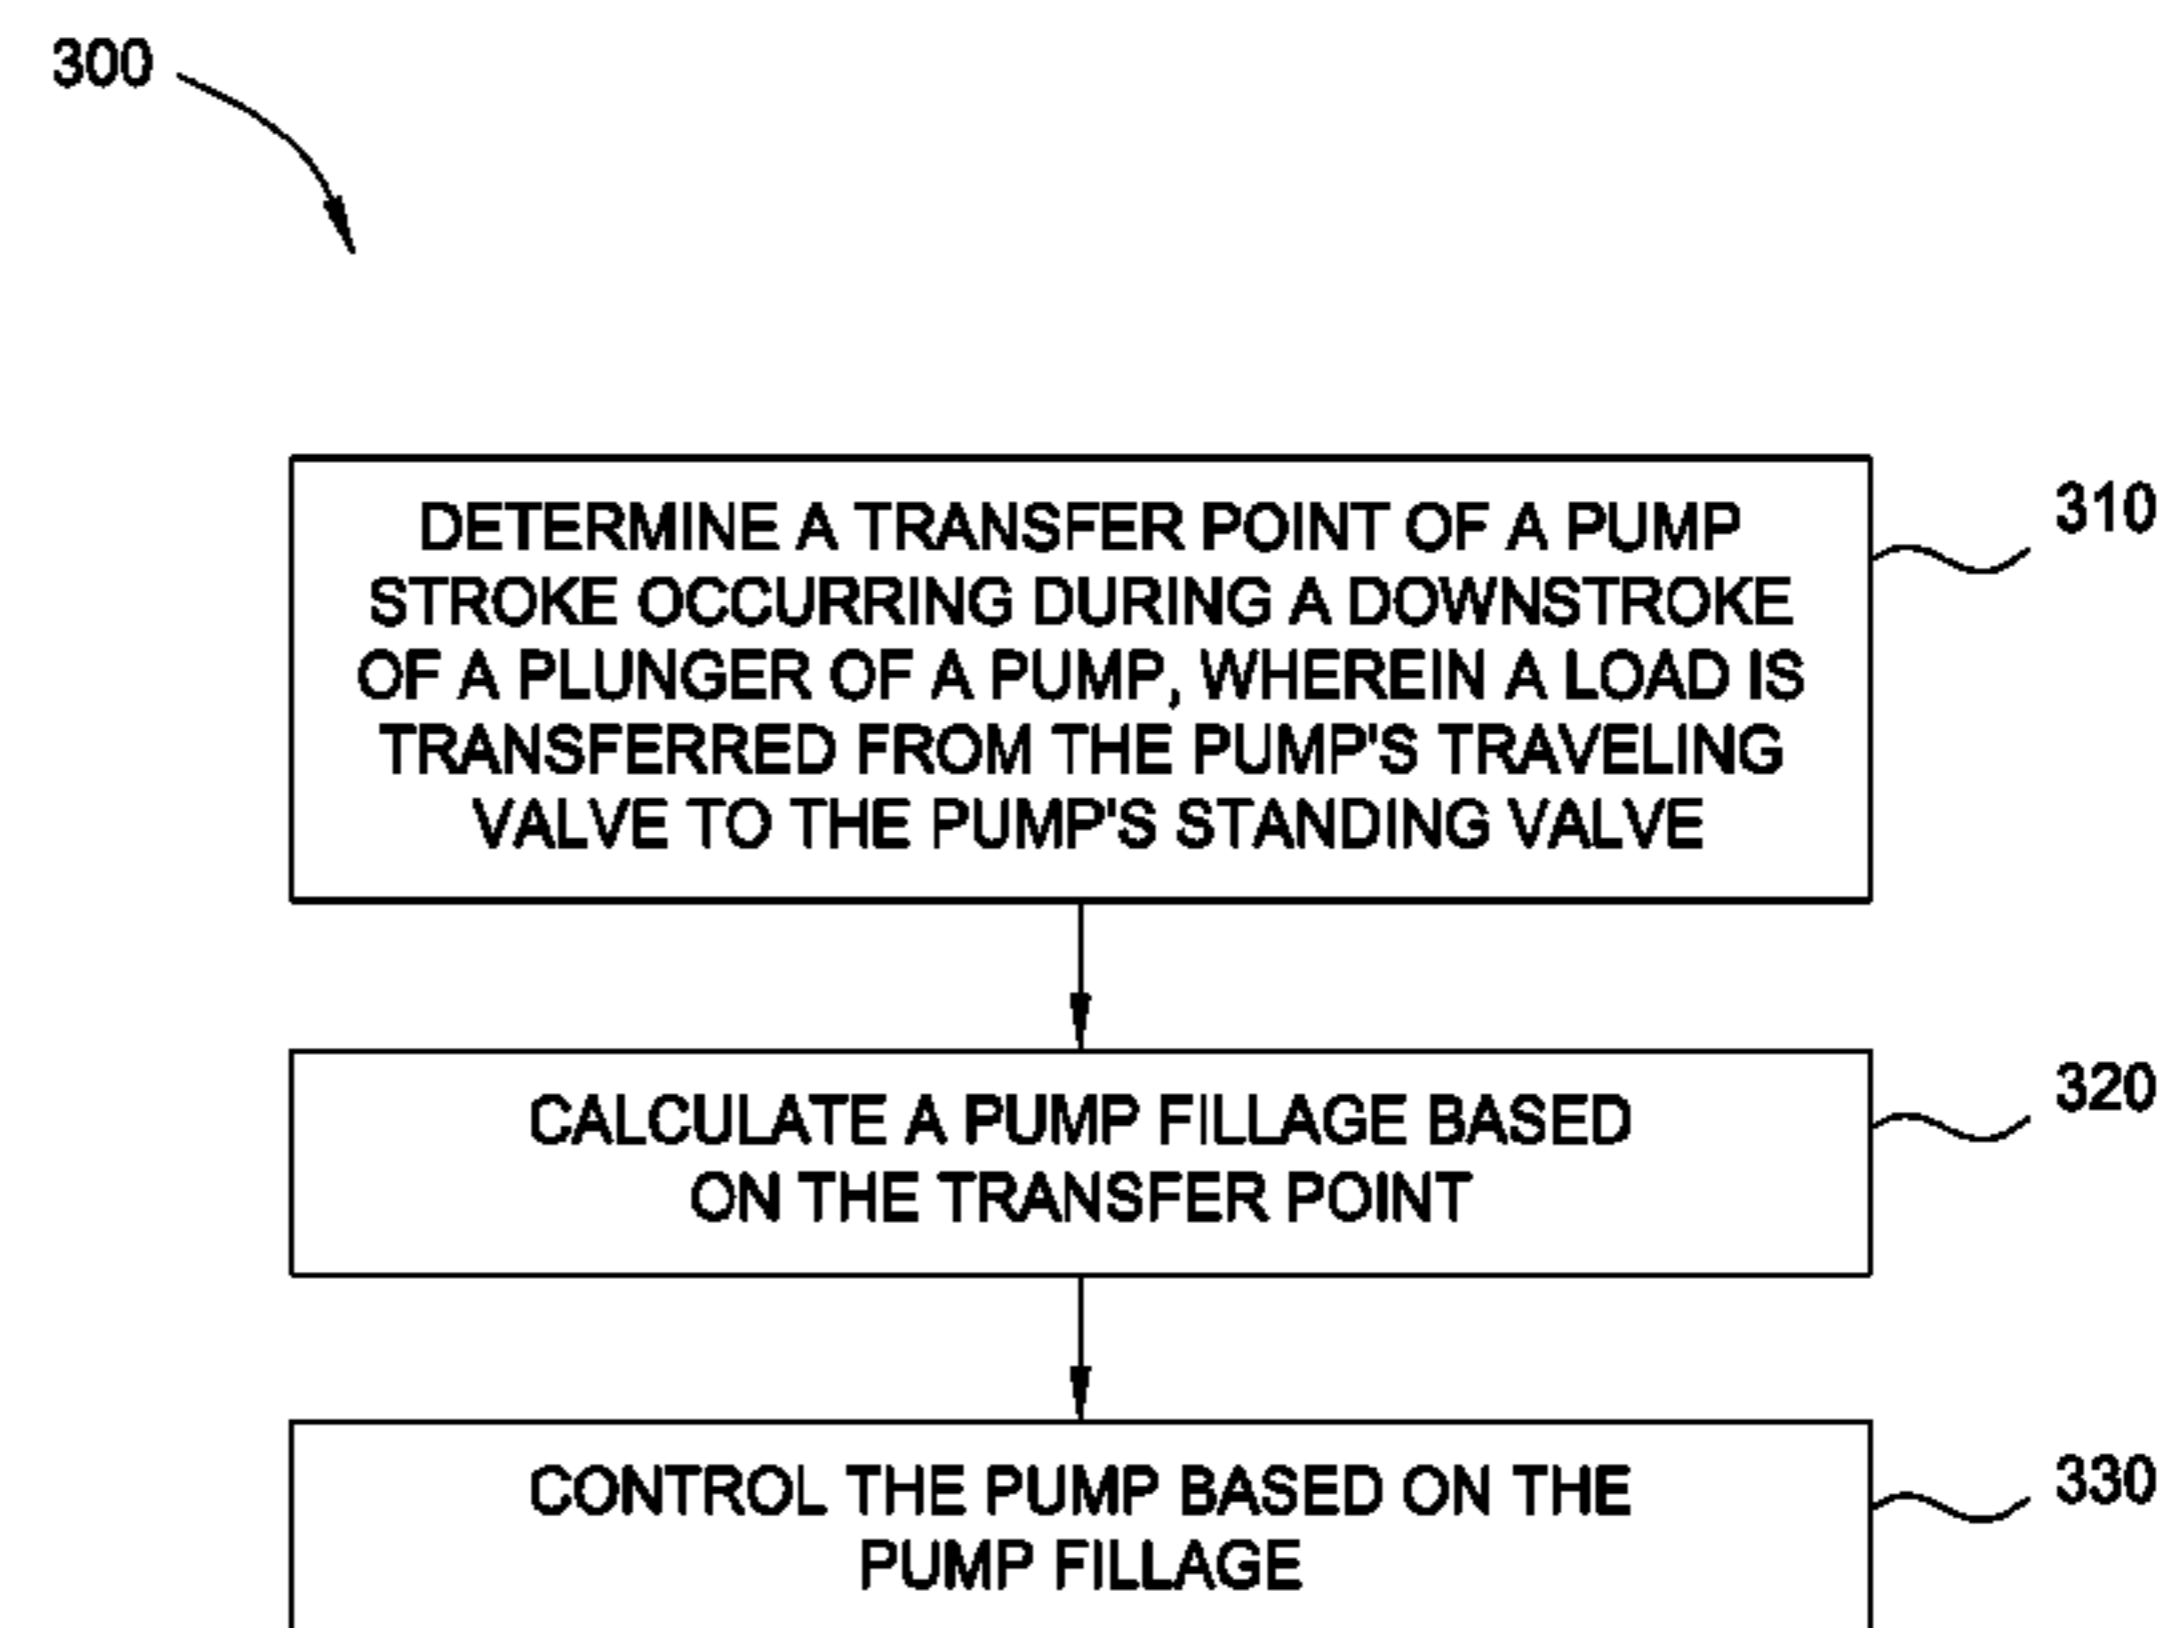 300
DETERMINE A TRANSFER POINT OF A PUMP
STROKE OCCURRING DURING A DOWNSTROKE
OF A PLUNGER OF A PUMP, WHEREIN A LOAD IS
TRANSFERRED FROM THE PUMP'S TRAVELING
VALVE TO THE PUMP'S STANDING VALVE
310
CALCULATE A PUMP FILLAGE BASED
ON THE TRANSFER POINT
320
CONTROL THE PUMP BASED ON THE
PUMP FILLAGE
330